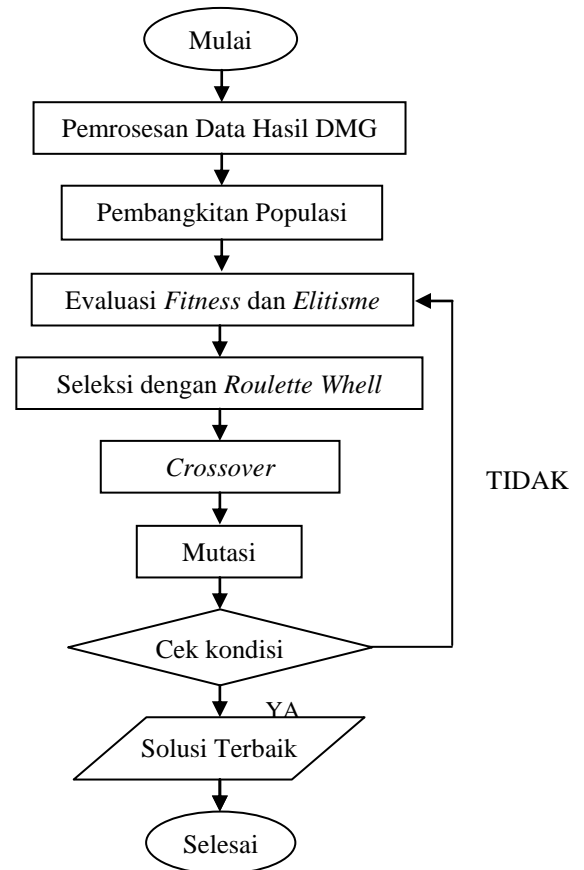 Mulai
Pemrosesan Data Hasil DMG
Pembangkitan Populasi
Evaluasi Fitness dan Elitisme
Seleksi dengan Roulette Whell
Crossover
TIDAK
Mutasi
Cek kondisi
YA
Solusi Terbaik
Selesai